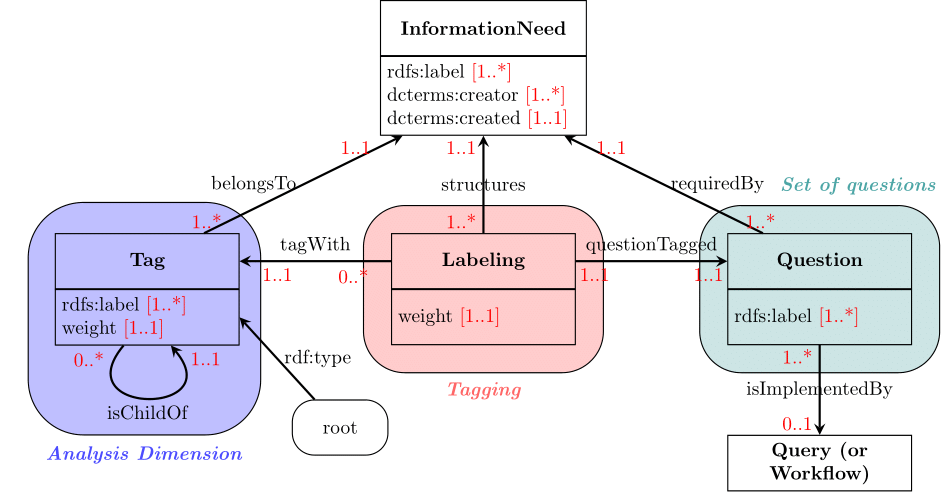 InformationNeed
rdfs:label [1..*]
dcterms:creator [1..*]
dcterms:created [1..1]
1..1
1..1
1..1
belongsTo
structures
requiredBy
Set of questions
1..*
1..*
1..*
tagWith
questionTagged
Tag
Labeling
Question
1..1
0..*
1..1
1..1
rdfs:label [1..*]
weight [1..1]
weight [1..1]
rdfs:label [1..*]
0..*
1..1
rdf:type
1..*
isChildOf
Tagging
isImplementedBy
root
0..1
Analysis Dimension
Query (or
Workflow)